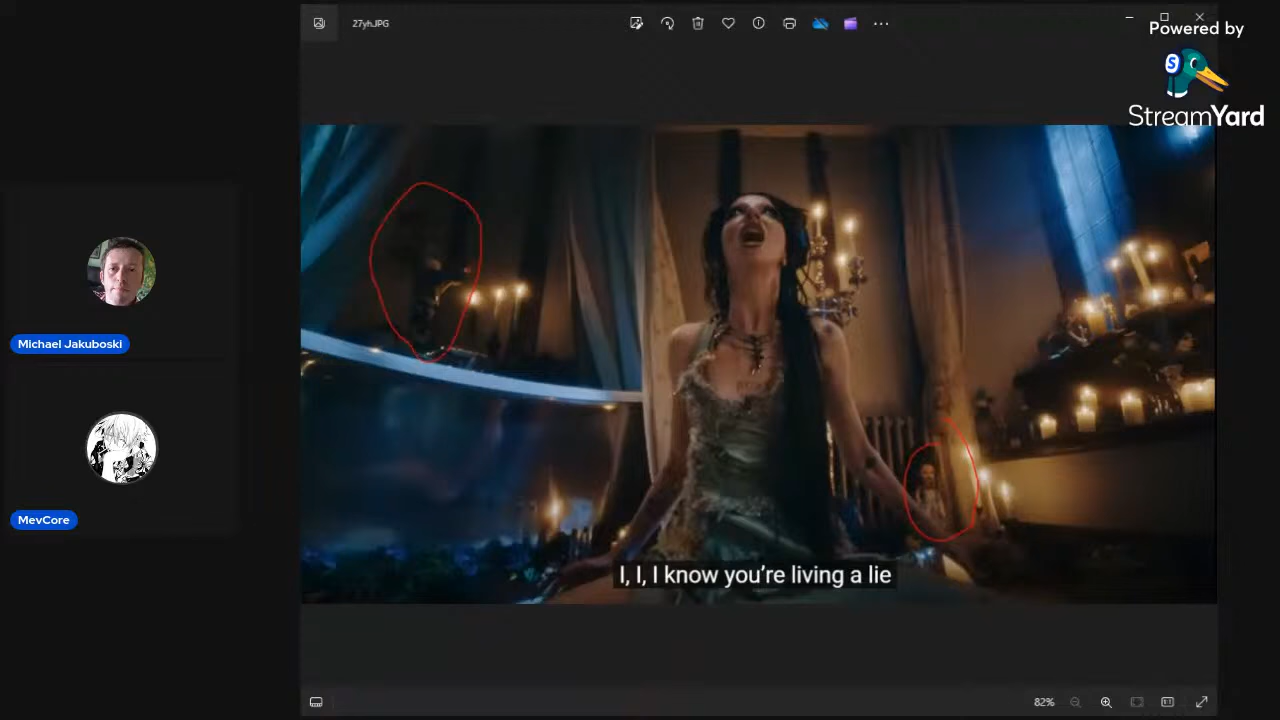 27yh.JPG
Powered by
S
StreamYard
Michael Jakuboski
MevCore
I, I, I know you're living a lie
82%